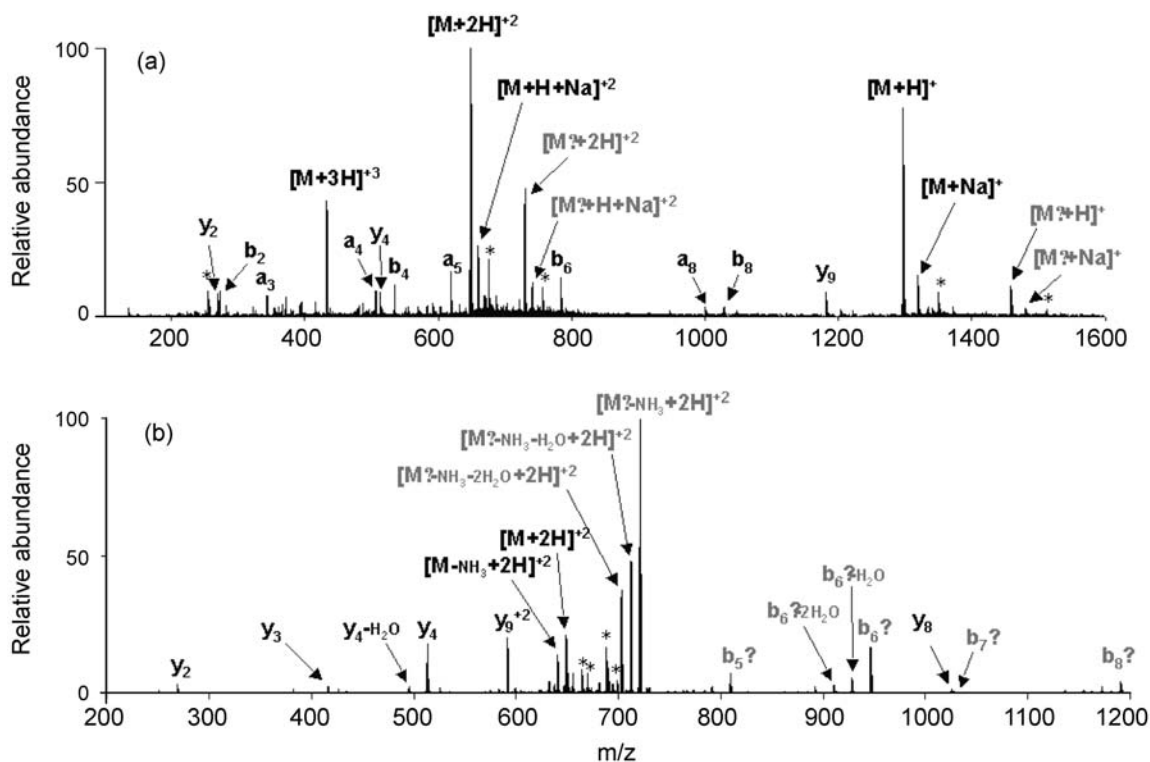 (a)
Relative abundance
100
50
0
[M+2H]⁺²
[M+H+Na]⁺²
[M?+2H]⁺²
[M?+H+Na]⁺²
[M+3H]⁺³
[M+H]⁺
[M+Na]⁺
[M?+H]⁺
[M?+Na]⁺
*
y₂
b₂
a₃
a₄
y₄
b₄
a₅
*
*
b₆
a₈
b₈
y₉
*
*
200 400 600 800 1000 1200 1400 1600
(b)
Relative abundance
100
50
0
[M?-NH₃+2H]⁺²
[M?-NH₃-H₂O+2H]⁺²
[M?-NH₃-2H₂O+2H]⁺²
[M+2H]⁺²
[M-NH₃+2H]⁺²
y₂
y₃
y₄-H₂O
y₄
y₉⁺²
* * * *
b₅?
b₆?-2H₂O
b₆?-H₂O
b₆?
y₈
b₇?
b₈?
200 300 400 500 600 700 800 900 1000 1100 1200
m/z